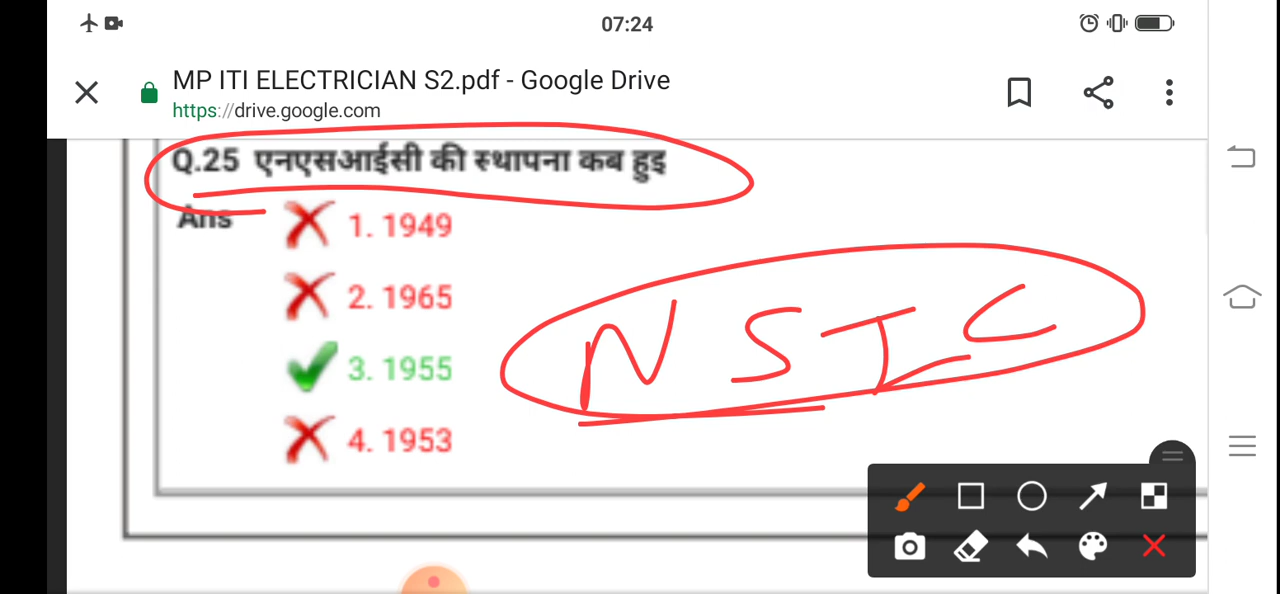 07:24
MP ITI ELECTRICIAN S2.pdf - Google Drive
https://drive.google.com
Q.25 एनएसआईसी की स्थापना कब हुइ
Ans
1. 1949
2. 1965
3. 1955
4. 1953
NSIC